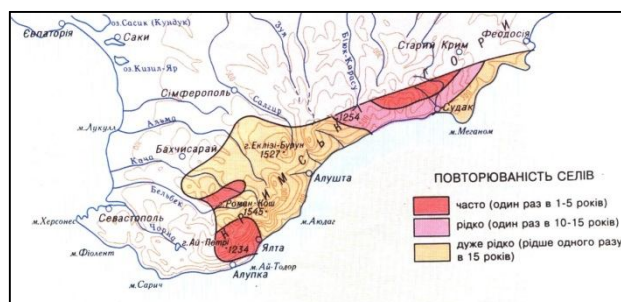 оз.Сасик (Кундук)
Євпаторія
Саки
оз. Кизил-Яр
Зуя
Біюк-Карасу
Старий Крим
Феодосія
Г О Р И
Сімферополь
Салгир
1254
Судак
м.Меганом
м.Лукулл
Альма
г. Еклізі-Бурун
1527
Бахчисарай
Кача
К Р И М С Ь К І
Алушта
Бельбек
Роман-Кош
1545
м.Аюдаг
м.Херсонес
Севастополь
Чорна
г.Ай-Петрі
1234
Ялта
м.Фіолент
м.Ай-Тодор
Алупка
м.Сарич
ПОВТОРЮВАНІСТЬ СЕЛІВ
часто (один раз в 1-5 років)
рідко (один раз в 10-15 років)
дуже рідко (рідше одного разу
в 15 років)